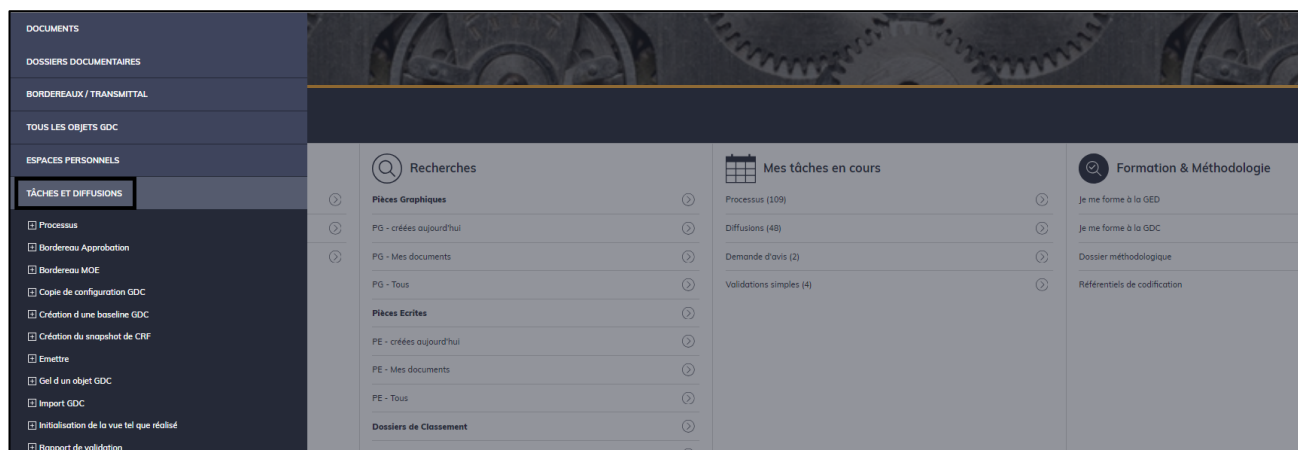 DOCUMENTS
DOSSIERS DOCUMENTAIRES
BORDEREAUX / TRANSMITTAL
TOUS LES OBJETS GDC
ESPACES PERSONNELS
TÂCHES ET DIFFUSIONS
Processus
Bordereau Approbation
Bordereau MOE
Copie de configuration GDC
Création d une baseline GDC
Création du snapshot de CRF
Emettre
Gel d un objet GDC
Import GDC
Initialisation de la vue tel que réalisé
Rapport de validation
Recherches
Pièces Graphiques
PG - créées aujourd'hui
PG - Mes documents
PG - Tous
Pièces Ecrites
PE - créées aujourd'hui
PE - Mes documents
PE - Tous
Dossiers de Classement
Mes tâches en cours
Processus (109)
Diffusions (48)
Demande d'avis (2)
Validations simples (4)
Formation & Méthodologie
Je me forme à la GED
Je me forme à la GDC
Dossier méthodologique
Référentiels de codification